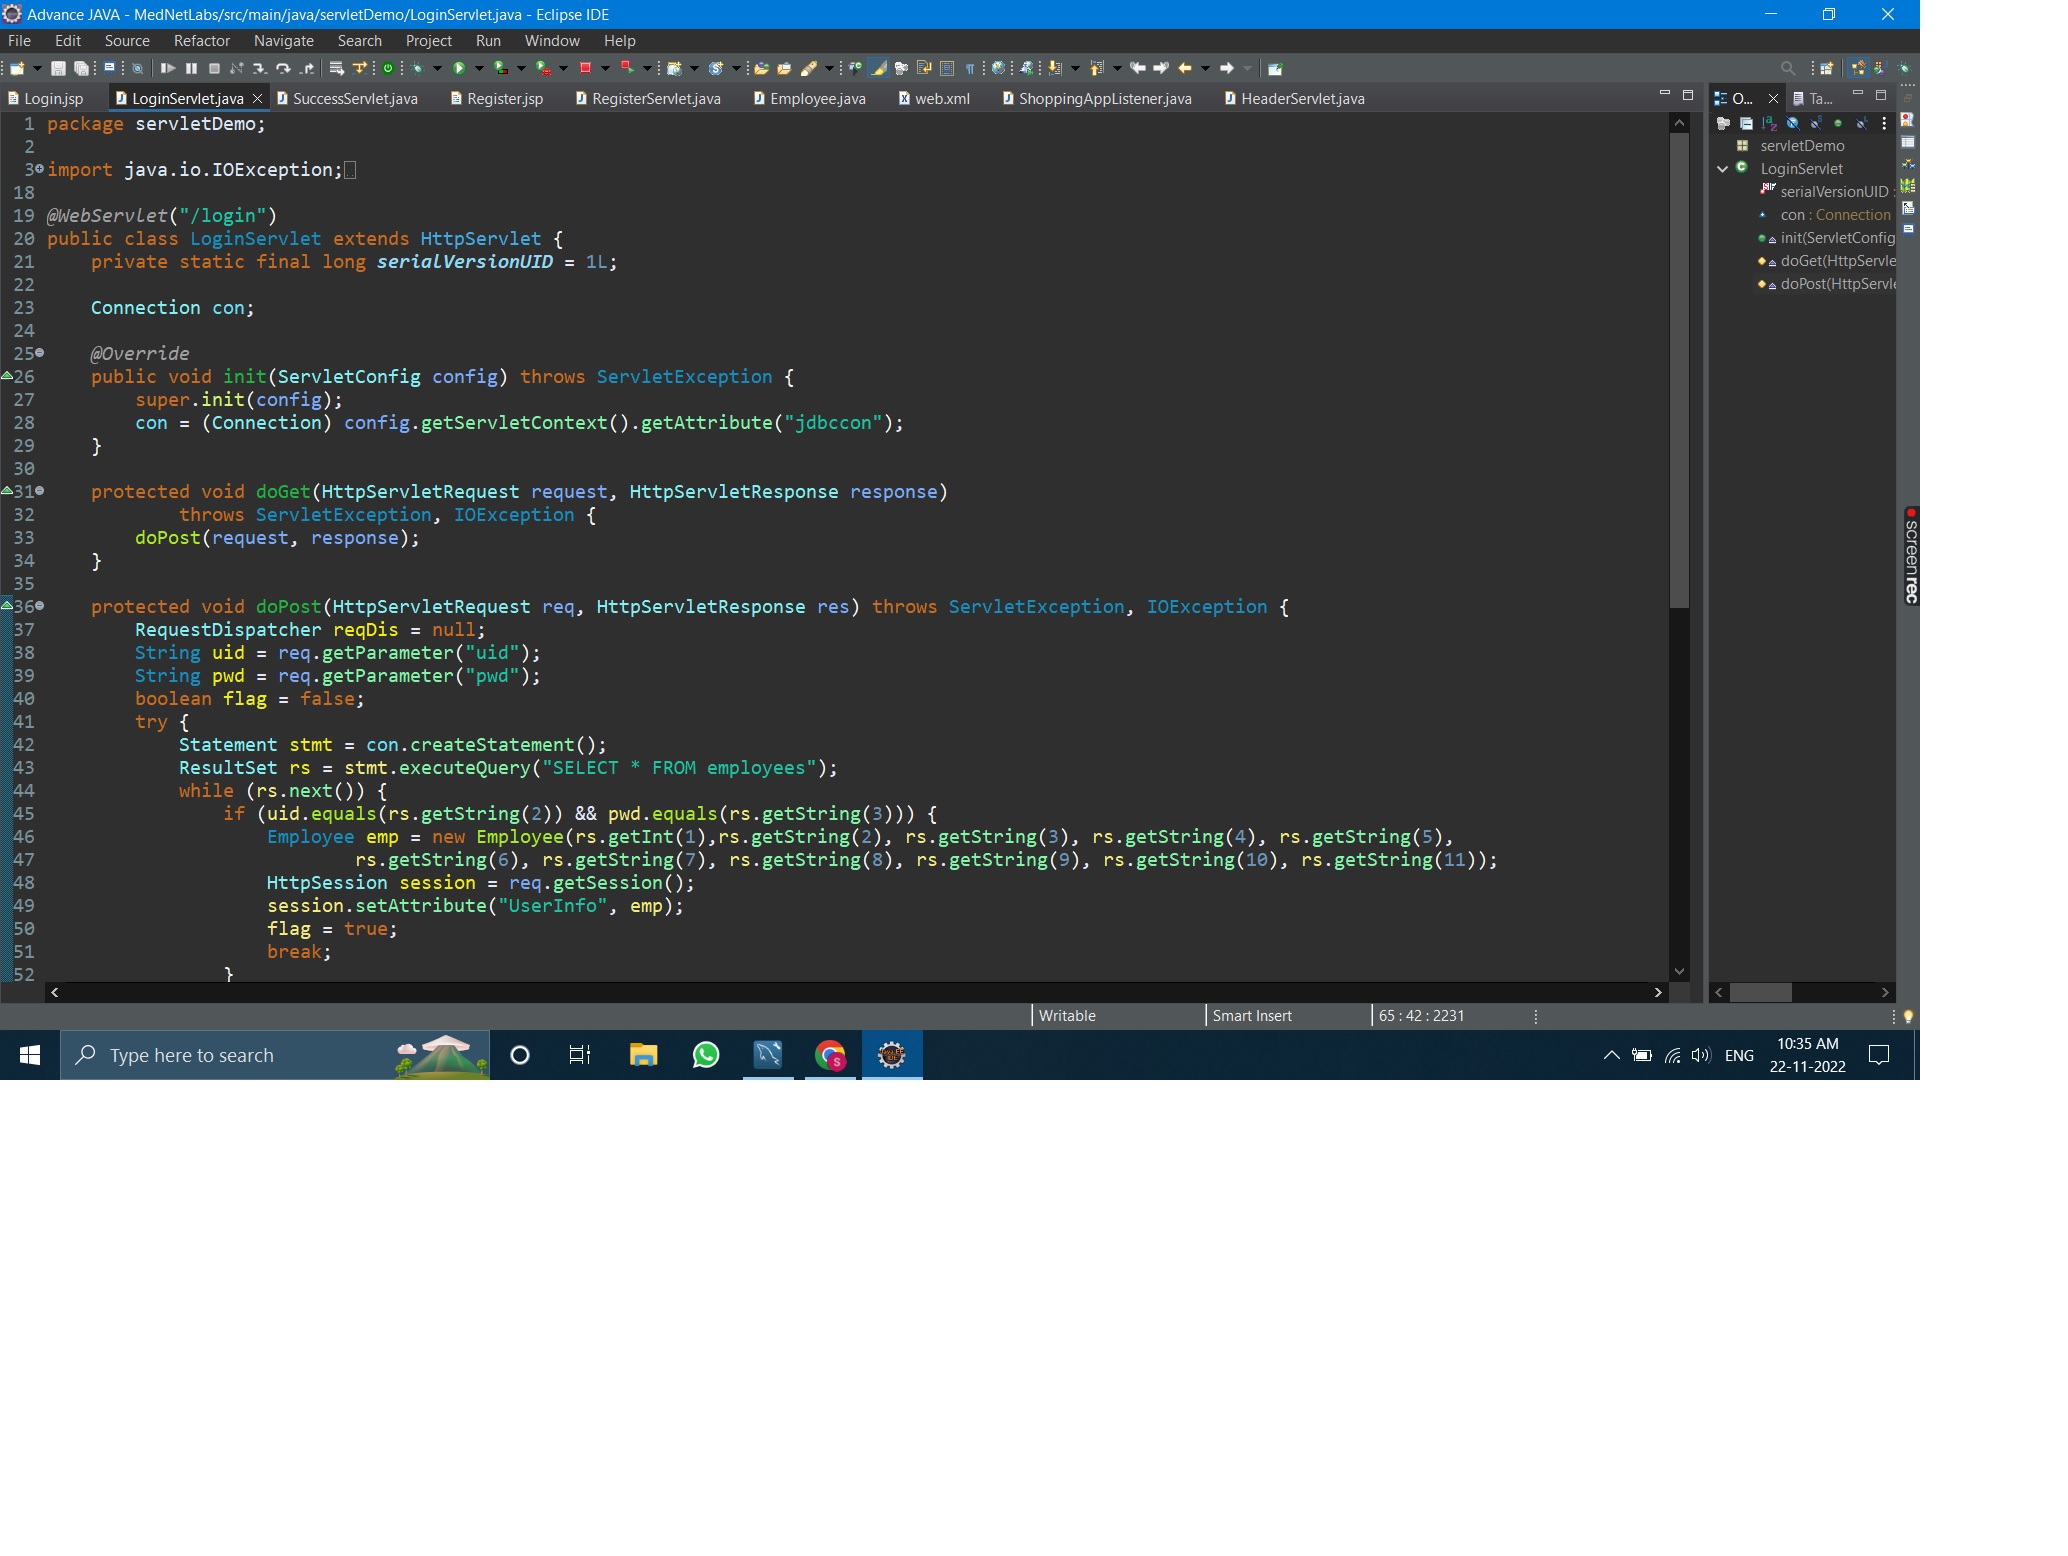 Advance JAVA - MedNetLabs/src/main/java/servletDemo/LoginServlet.java - Eclipse IDE
File Edit Source Refactor Navigate Search Project Run Window Help
Login.jsp LoginServlet.java SuccessServlet.java Register.jsp RegisterServlet.java Employee.java web.xml ShoppingAppListener.java HeaderServlet.java
1 package servletDemo;
2
3 import java.io.IOException;
18
19 @WebServlet("/login")
20 public class LoginServlet extends HttpServlet {
21 private static final long serialVersionUID = 1L;
22
23 Connection con;
24
25 @Override
26 public void init(ServletConfig config) throws ServletException {
27 super.init(config);
28 con = (Connection) config.getServletContext().getAttribute("jdbccon");
29 }
30
31 protected void doGet(HttpServletRequest request, HttpServletResponse response)
32 throws ServletException, IOException {
33 doPost(request, response);
34 }
35
36 protected void doPost(HttpServletRequest req, HttpServletResponse res) throws ServletException, IOException {
37 RequestDispatcher reqDis = null;
38 String uid = req.getParameter("uid");
39 String pwd = req.getParameter("pwd");
40 boolean flag = false;
41 try {
42 Statement stmt = con.createStatement();
43 ResultSet rs = stmt.executeQuery("SELECT * FROM employees");
44 while (rs.next()) {
45 if (uid.equals(rs.getString(2)) && pwd.equals(rs.getString(3))) {
46 Employee emp = new Employee(rs.getInt(1),rs.getString(2), rs.getString(3), rs.getString(4), rs.getString(5),
47 rs.getString(6), rs.getString(7), rs.getString(8), rs.getString(9), rs.getString(10), rs.getString(11));
48 HttpSession session = req.getSession();
49 session.setAttribute("UserInfo", emp);
50 flag = true;
51 break;
52 }
O... Ta...
servletDemo
LoginServlet
serialVersionUID :
con : Connection
init(ServletConfig
doGet(HttpServle
doPost(HttpServle
screenrec
Writable Smart Insert 65 : 42 : 2231
Type here to search
ENG
10:35 AM
22-11-2022